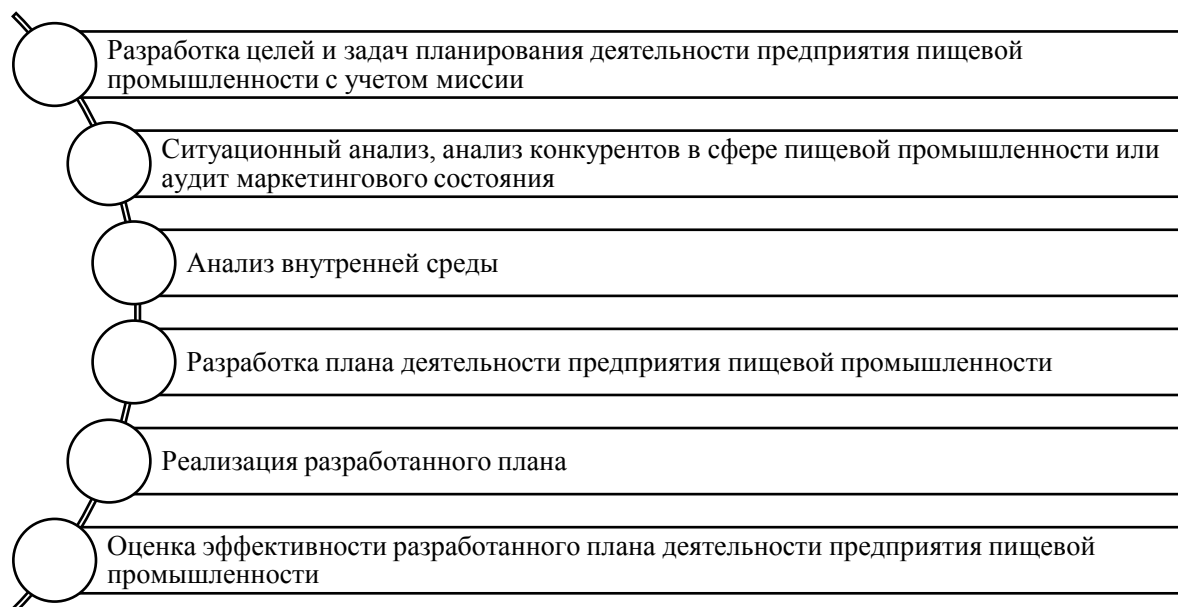 Разработка целей и задач планирования деятельности предприятия пищевой
промышленности с учетом миссии
Ситуационный анализ, анализ конкурентов в сфере пищевой промышленности или
аудит маркетингового состояния
Анализ внутренней среды
Разработка плана деятельности предприятия пищевой промышленности
Реализация разработанного плана
Оценка эффективности разработанного плана деятельности предприятия пищевой
промышленности